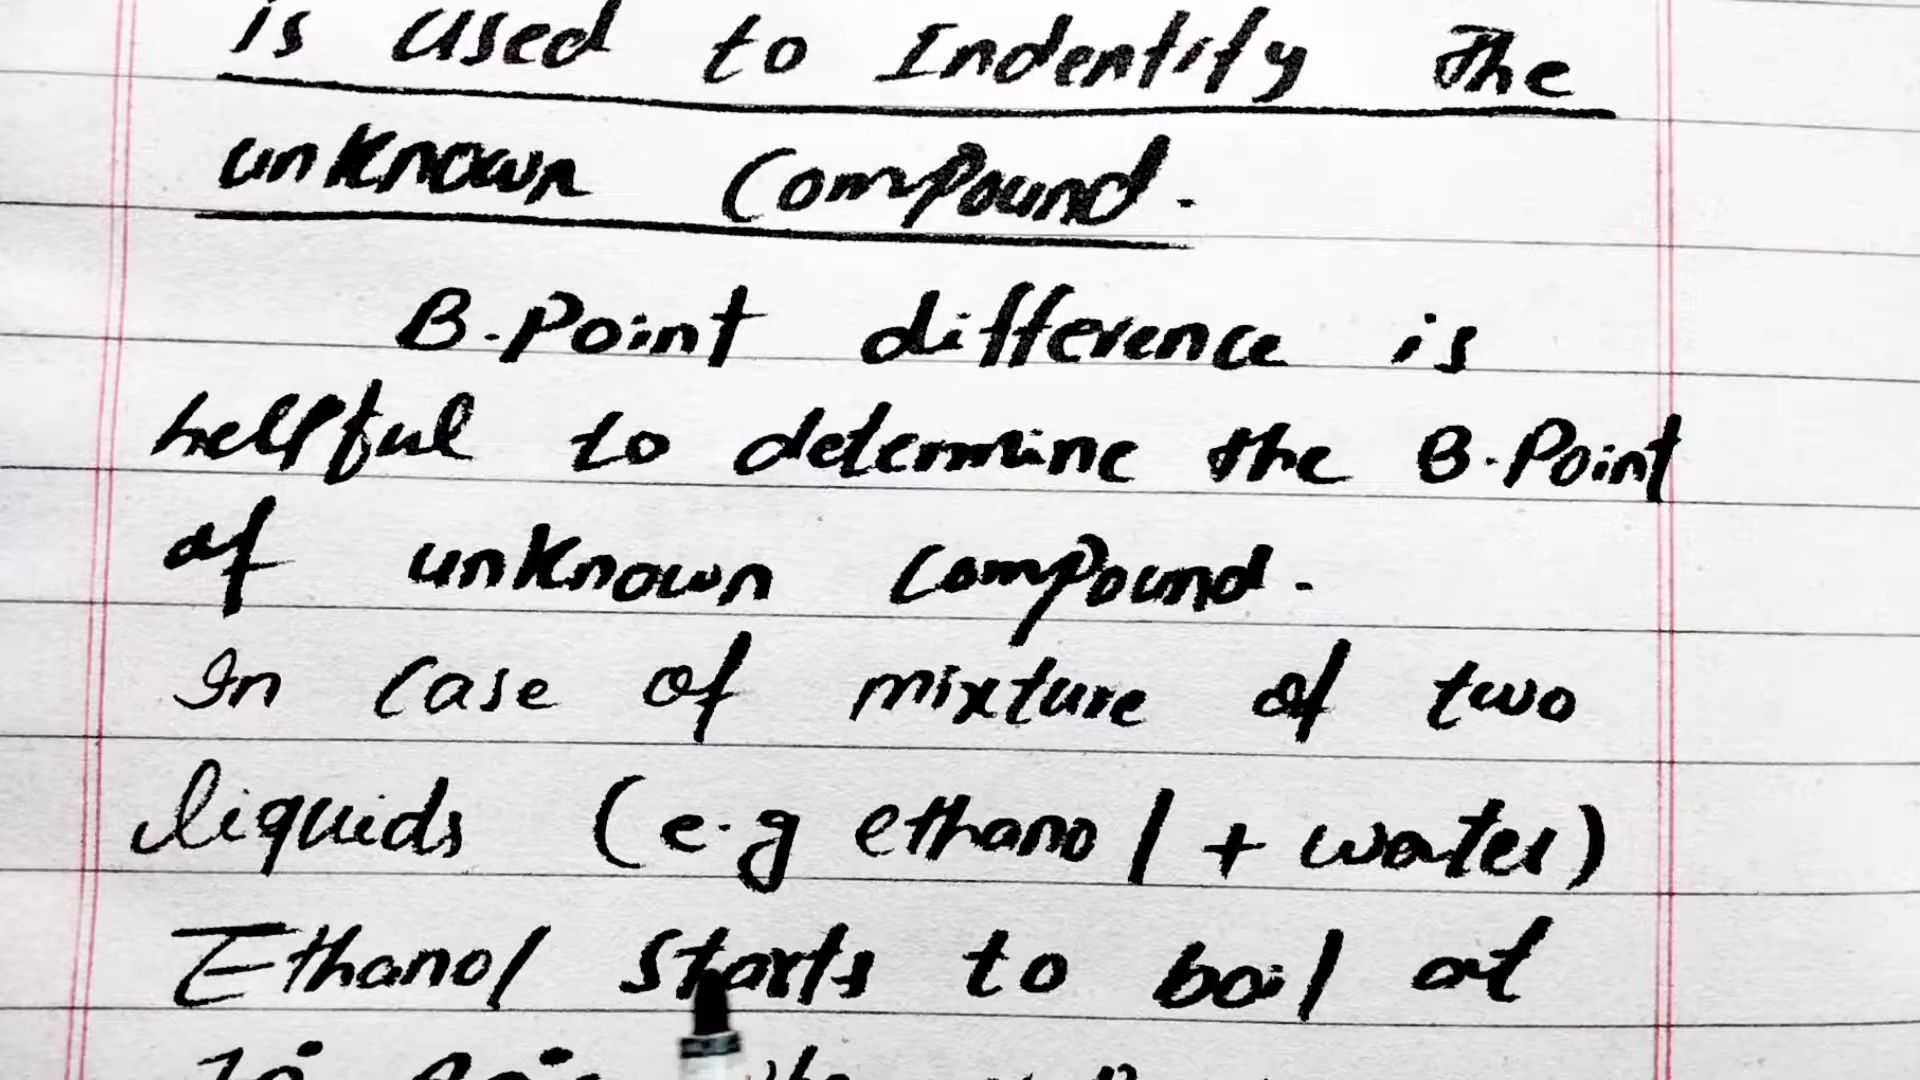 is used to Indentify The
unknown Compound.
B.Point difference is
helpful to determine the B.Point
of unknown Compound.
In case of mixture of two
liquids (e.g ethanol + water)
Ethanol starts to boil at